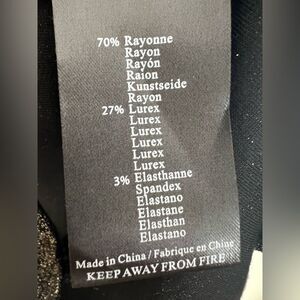 70% Rayonne
Rayon
Rayón
Raion
Kunstseide
Rayon
27% Lurex
Lurex
Lurex
Lurex
Lurex
Lurex
3% Elasthanne
Spandex
Elastano
Elastane
Elasthan
Elastano
Made in China / Fabrique en Chine
KEEP AWAY FROM FIRE